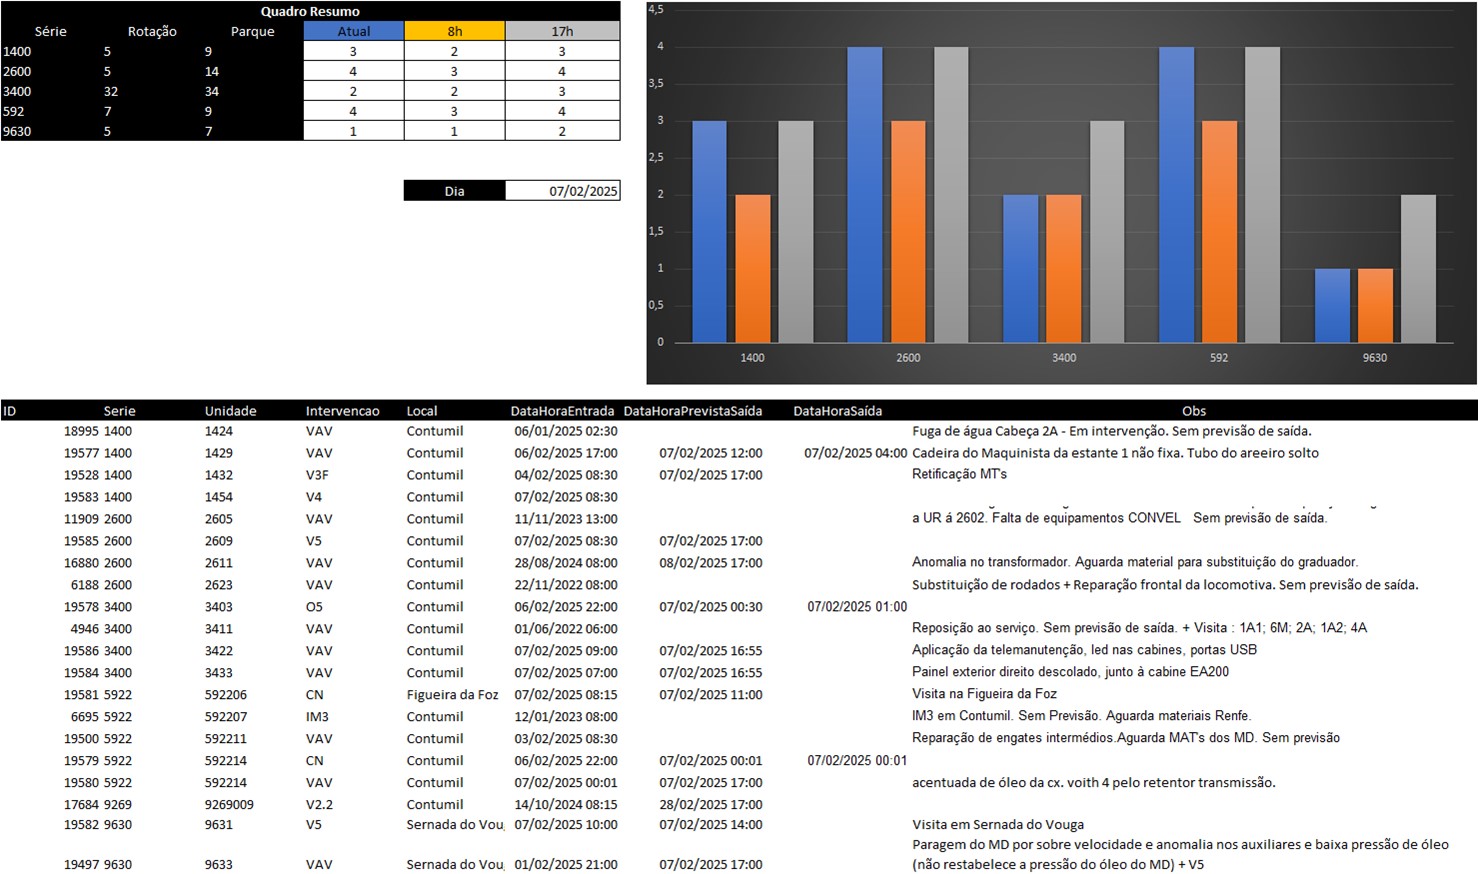 Quadro Resumo
Série Rotação Parque Atual 8h 17h
1400 5 9 3 2 3
2600 5 14 4 3 4
3400 32 34 2 2 3
592 7 9 4 3 4
9630 5 7 1 1 2
Dia 07/02/2025
4,5
4
3,5
3
2,5
2
1,5
1
0,5
0
1400 2600 3400 592 9630
ID Serie Unidade Intervencao Local DataHoraEntrada DataHoraPrevistaSaída DataHoraSaída Obs
18995 1400 1424 VAV Contumil 06/01/2025 02:30 Fuga de água Cabeça 2A - Em intervenção. Sem previsão de saída.
19577 1400 1429 VAV Contumil 06/02/2025 17:00 07/02/2025 12:00 07/02/2025 04:00 Cadeira do Maquinista da estante 1 não fixa. Tubo do areeiro solto
19528 1400 1432 V3F Contumil 04/02/2025 08:30 07/02/2025 17:00 Retificação MT's
19583 1400 1454 V4 Contumil 07/02/2025 08:30
11909 2600 2605 VAV Contumil 11/11/2023 13:00 a UR á 2602. Falta de equipamentos CONVEL Sem previsão de saída.
19585 2600 2609 V5 Contumil 07/02/2025 08:30 07/02/2025 17:00
16880 2600 2611 VAV Contumil 28/08/2024 08:00 08/02/2025 17:00 Anomalia no transformador. Aguarda material para substituição do graduador.
6188 2600 2623 VAV Contumil 22/11/2022 08:00 Substituição de rodados + Reparação frontal da locomotiva. Sem previsão de saída.
19578 3400 3403 O5 Contumil 06/02/2025 22:00 07/02/2025 00:30 07/02/2025 01:00
4946 3400 3411 VAV Contumil 01/06/2022 06:00 Reposição ao serviço. Sem previsão de saída. + Visita : 1A1; 6M; 2A; 1A2; 4A
19586 3400 3422 VAV Contumil 07/02/2025 09:00 07/02/2025 16:55 Aplicação da telemanutenção, led nas cabines, portas USB
19584 3400 3433 VAV Contumil 07/02/2025 07:00 07/02/2025 16:55 Painel exterior direito descolado, junto à cabine EA200
19581 5922 592206 CN Figueira da Foz 07/02/2025 08:15 07/02/2025 11:00 Visita na Figueira da Foz
6695 5922 592207 IM3 Contumil 12/01/2023 08:00 IM3 em Contumil. Sem Previsão. Aguarda materiais Renfe.
19500 5922 592211 VAV Contumil 03/02/2025 08:30 Reparação de engates intermédios.Aguarda MAT's dos MD. Sem previsão
19579 5922 592214 CN Contumil 06/02/2025 22:00 07/02/2025 00:01 07/02/2025 00:01
19580 5922 592214 VAV Contumil 07/02/2025 00:01 07/02/2025 17:00 acentuada de óleo da cx. voith 4 pelo retentor transmissão.
17684 9269 9269009 V2.2 Contumil 14/10/2024 08:15 28/02/2025 17:00
19582 9630 9631 V5 Sernada do Vou 07/02/2025 10:00 07/02/2025 14:00 Visita em Sernada do Vouga
Paragem do MD por sobre velocidade e anomalia nos auxiliares e baixa pressão de óleo
19497 9630 9633 VAV Sernada do Vou 01/02/2025 21:00 07/02/2025 17:00 (não restabelece a pressão do óleo do MD) + V5